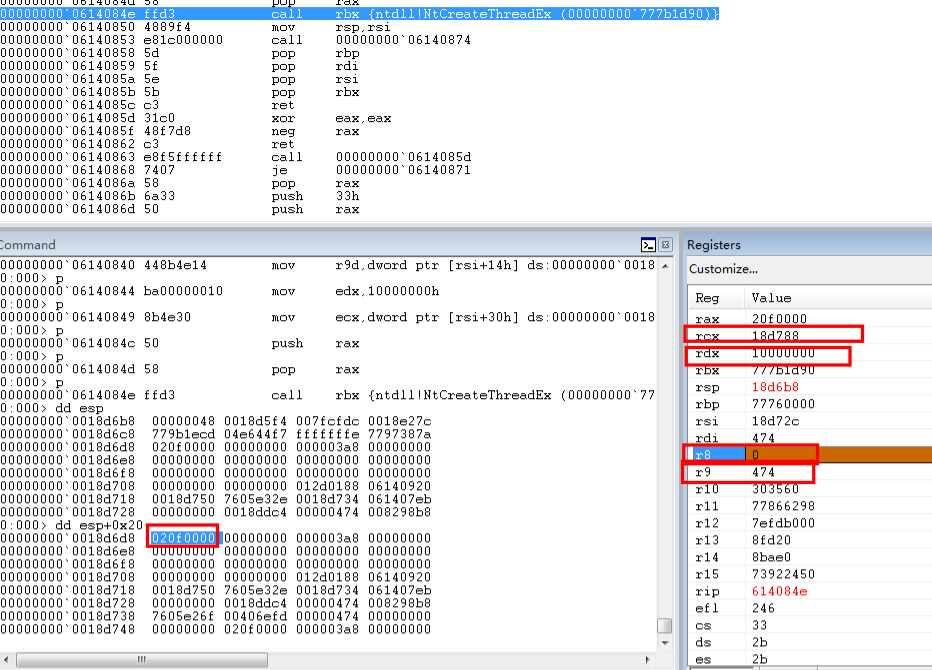 00000000`0614084e ffd3 call rbx {ntdll!NtCreateThreadEx (00000000`777b1d90)}
00000000`06140850 4889f4 mov rsp,rsi
00000000`06140853 e81c000000 call 00000000`06140874
00000000`06140858 5d pop rbp
00000000`06140859 5f pop rdi
00000000`0614085a 5e pop rsi
00000000`0614085b 5b pop rbx
00000000`0614085c c3 ret
00000000`0614085d 31c0 xor eax,eax
00000000`0614085f 48f7d8 neg rax
00000000`06140862 c3 ret
00000000`06140863 e8f5ffffff call 00000000`0614085d
00000000`06140868 7407 je 00000000`06140871
00000000`0614086a 58 pop rax
00000000`0614086b 6a33 push 33h
00000000`0614086d 50 push rax
Command
00000000`06140840 448b4e14 mov r9d,dword ptr [rsi+14h] ds:00000000`0018
0:000> p
00000000`06140844 ba00000010 mov edx,10000000h
0:000> p
00000000`06140849 8b4e30 mov ecx,dword ptr [rsi+30h] ds:00000000`0018
0:000> p
00000000`0614084c 50 push rax
0:000> p
00000000`0614084d 58 pop rax
0:000> p
00000000`0614084e ffd3 call rbx {ntdll!NtCreateThreadEx (00000000`77
0:000> dd esp
00000000`0018d6b8 00000048 0018d5f4 007fcfdc 0018e27c
00000000`0018d6c8 779b1ecd 04e644f7 fffffffe 7797387a
00000000`0018d6d8 020f0000 00000000 000003a8 00000000
00000000`0018d6e8 00000000 00000000 00000000 00000000
00000000`0018d6f8 00000000 00000000 00000000 00000000
00000000`0018d708 00000000 00000000 012d0188 06140920
00000000`0018d718 0018d750 7605e32e 0018d734 061407eb
00000000`0018d728 00000000 0018ddc4 00000474 008298b8
0:000> dd esp+0x20
00000000`0018d6d8 020f0000 00000000 000003a8 00000000
00000000`0018d6e8 00000000 00000000 00000000 00000000
00000000`0018d6f8 00000000 00000000 00000000 00000000
00000000`0018d708 00000000 00000000 012d0188 06140920
00000000`0018d718 0018d750 7605e32e 0018d734 061407eb
00000000`0018d728 00000000 0018ddc4 00000474 008298b8
00000000`0018d738 7605e26f 00406efd 00000474 00000000
00000000`0018d748 00000000 020f0000 000003a8 00000000
Registers
Customize...
Reg Value
rax 20f0000
rcx 18d788
rdx 10000000
rbx 777b1d90
rsp 18d6b8
rbp 77760000
rsi 18d72c
rdi 474
r8 0
r9 474
r10 303560
r11 77866298
r12 7efdb000
r13 8fd20
r14 8bae0
r15 73922450
rip 614084e
efl 246
cs 33
ds 2b
es 2b